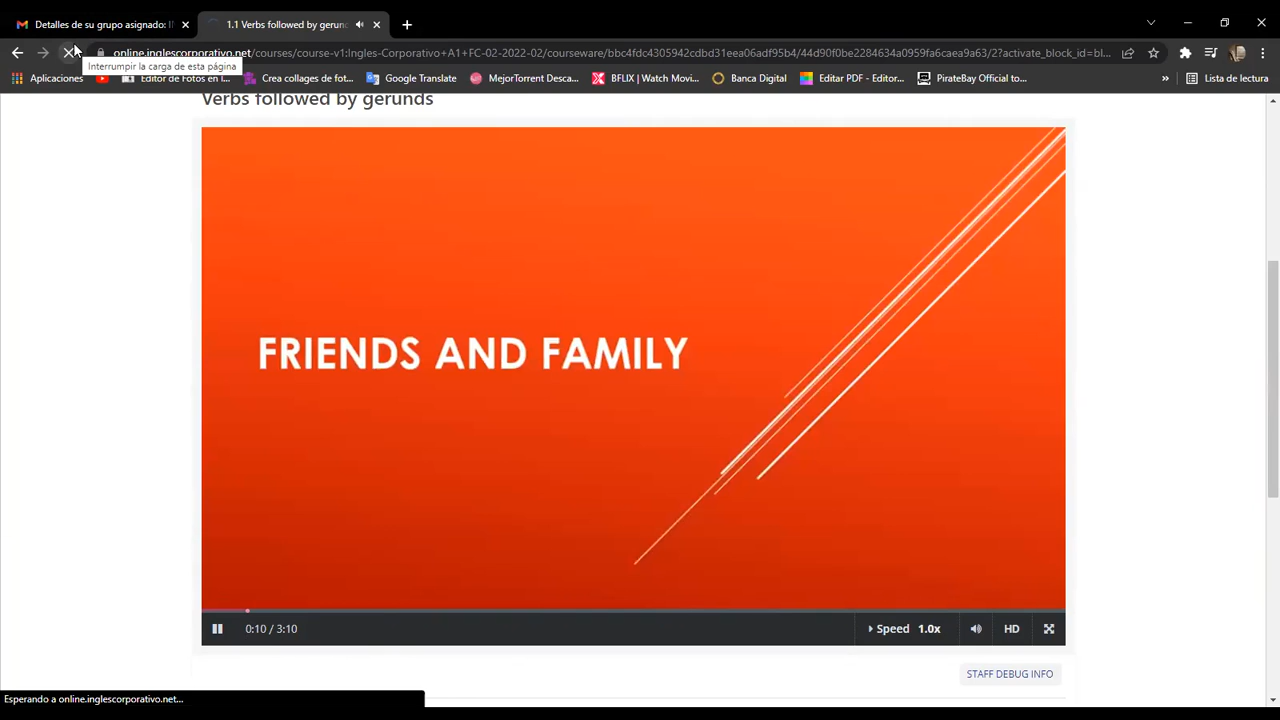 Detalles de su grupo asignado: I
1.1 Verbs followed by gerund
online.inglescorporativo.net/courses/course-v1:Ingles-Corporativo+A1+FC-02-2022-02/courseware/bbc4fdc4305942cdbd31eea06adf95b4/44d90f0be2284634a0959fa6caea9a63/2?activate_block_id=bl...
Interrumpir la carga de esta página
Aplicaciones
Editor de Fotos en l...
Crea collages de fot...
Google Translate
MejorTorrent Desca...
BFLIX | Watch Movi...
Banca Digital
Editar PDF - Editor...
PirateBay Official to...
»
Lista de lectura
Verbs followed by gerunds
FRIENDS AND FAMILY
0:10 / 3:10
Speed 1.0x
HD
STAFF DEBUG INFO
Esperando a online.inglescorporativo.net...